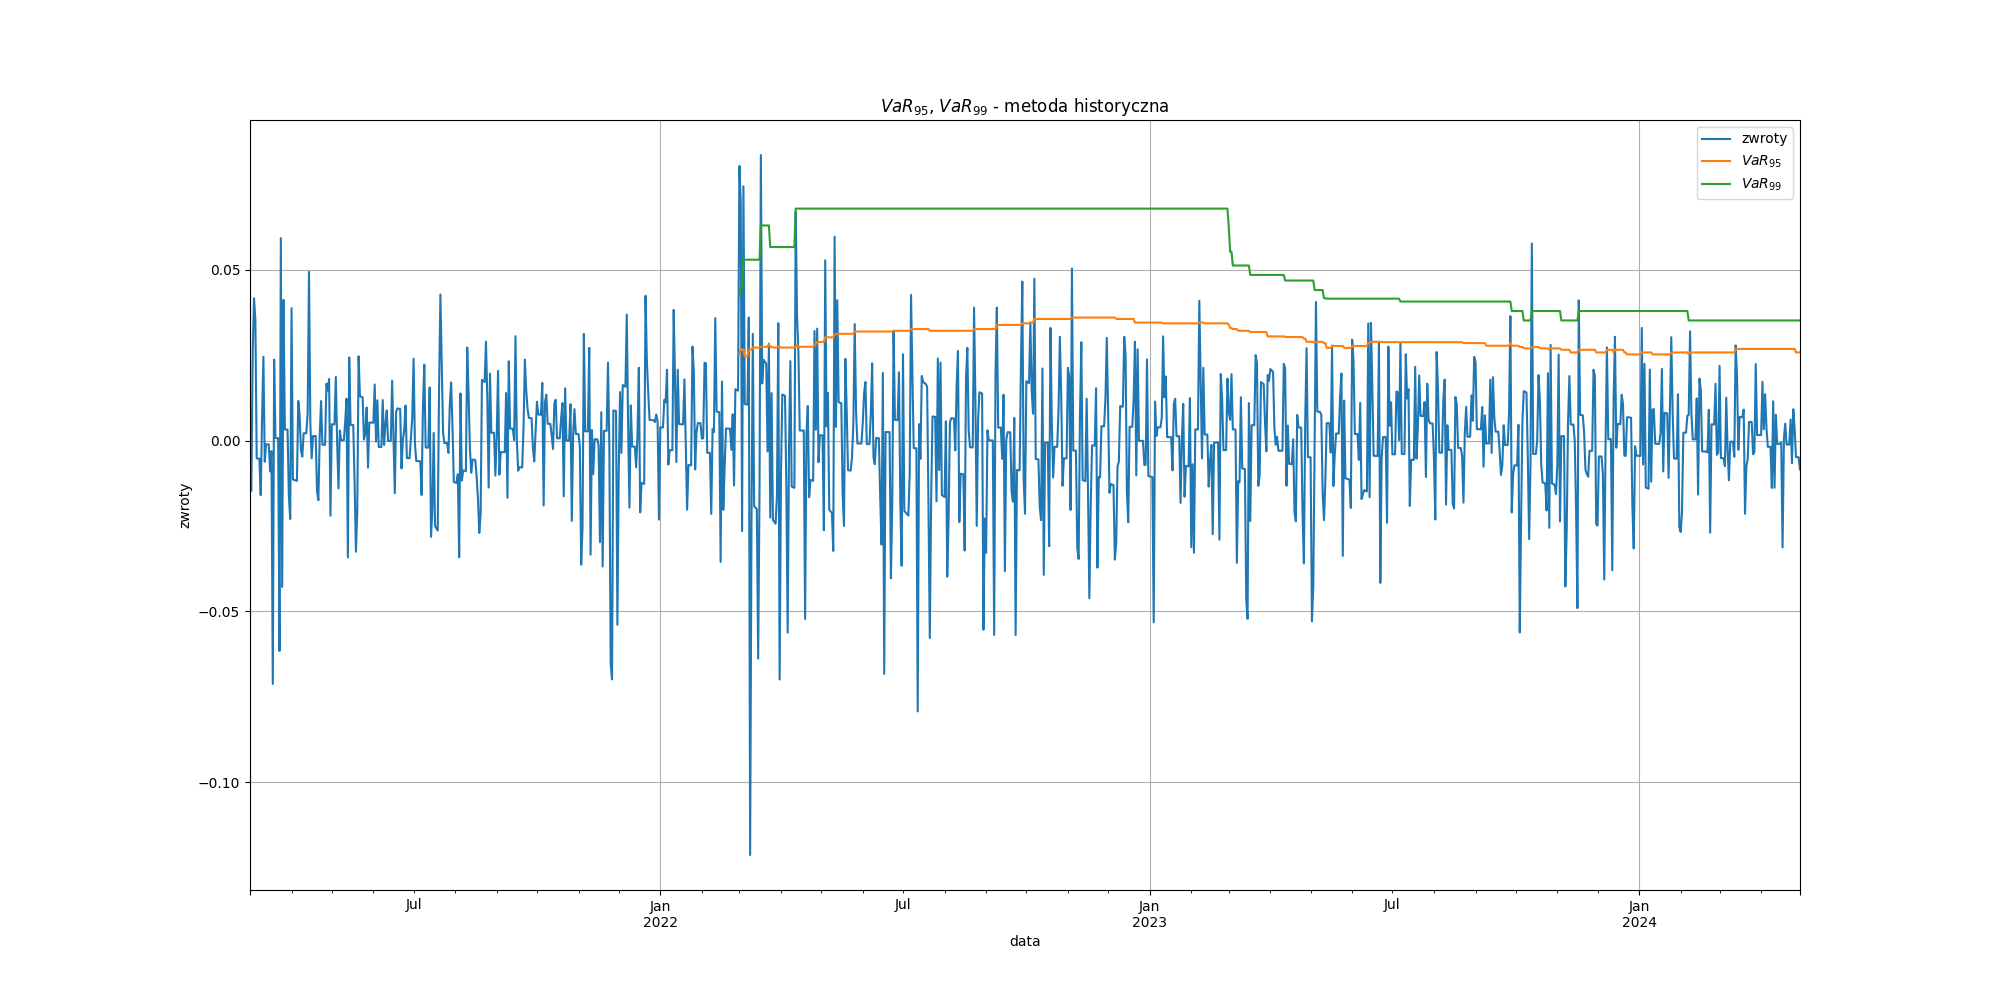 VaR₉₅, VaR₉₉ - metoda historyczna
zwroty
VaR₉₅
VaR₉₉
0.05
0.00
−0.05
−0.10
zwroty
Jul
Jan
2022
Jul
Jan
2023
Jul
Jan
2024
data